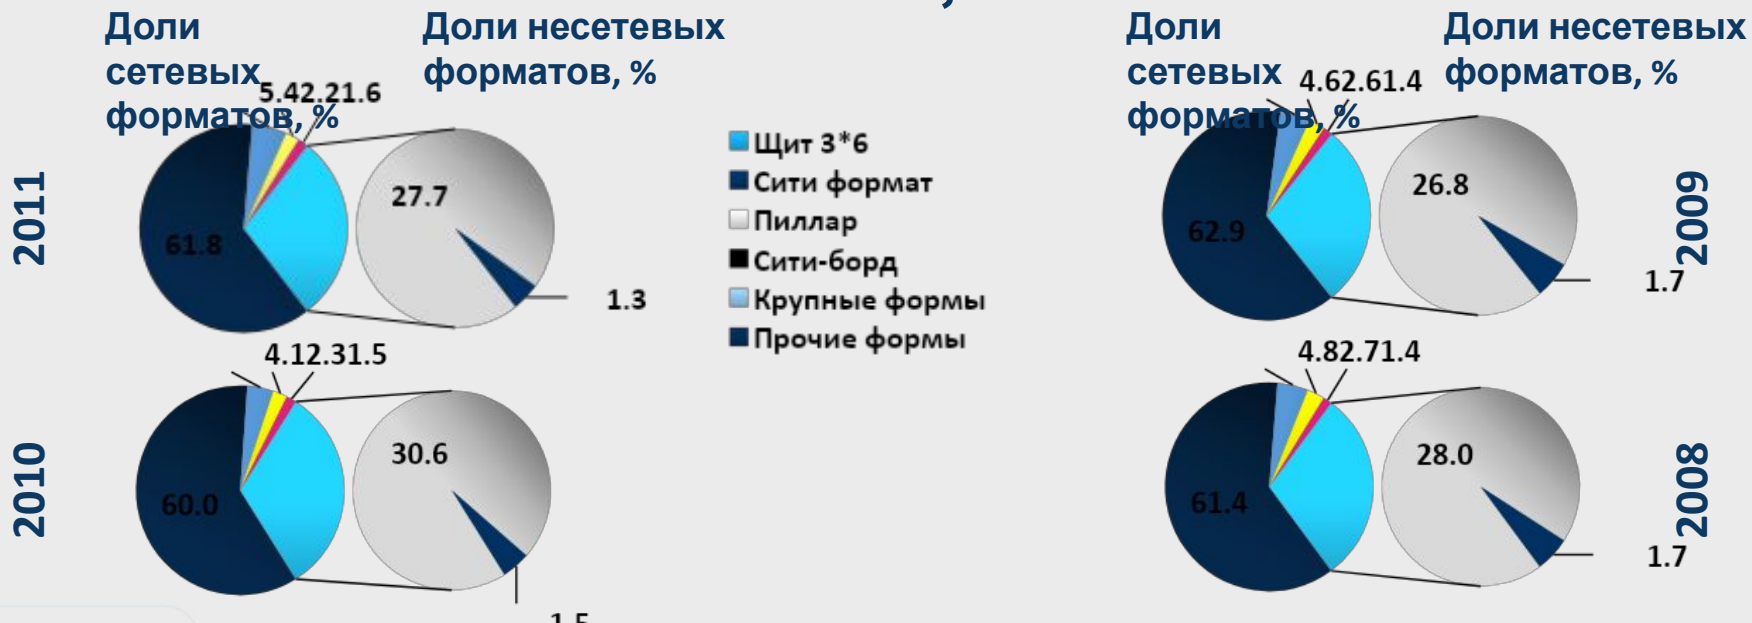 Доли
сетевых
форматов, %
Доли несетевых
форматов, %
2011
5.42.21.6
61.8
27.7
1.3
2010
4.12.31.5
60.0
30.6
1.5
Щит 3*6
Сити формат
Пиллар
Сити-борд
Крупные формы
Прочие формы
Доли
сетевых
форматов, %
Доли несетевых
форматов, %
4.62.61.4
62.9
26.8
1.7
2009
4.82.71.4
61.4
28.0
1.7
2008